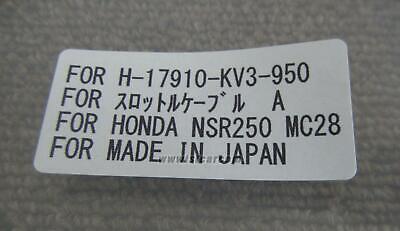 FOR H-17910-KV3-950
FOR ｽﾛｯﾄﾙｹｰﾌﾞﾙ A
FOR HONDA NSR250 MC28
FOR MADE IN JAPAN